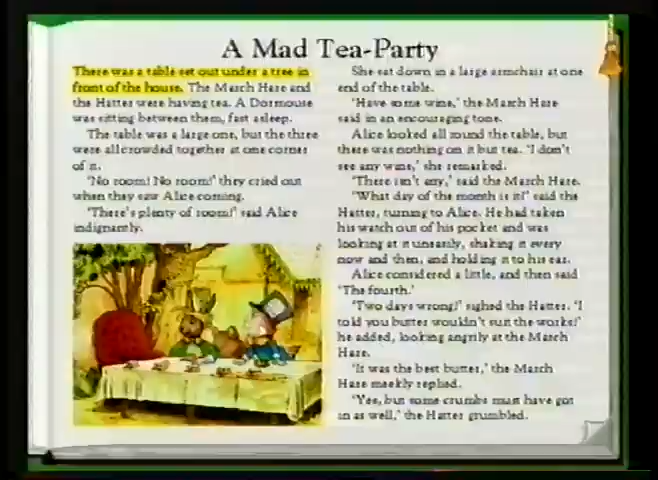 A Mad Tea-Party
There was a table set out under a tree in
front of the house. The March Hare and
the Hatter were having tea. A Dormouse
was sitting between them, fast asleep.
The table was a large one, but the three
were all crowded together at one corner
of it.
'No room! No room!' they cried out
when they saw Alice coming.
'There's plenty of room!' said Alice
indignantly.
She sat down in a large armchair at one
end of the table.
'Have some wine,' the March Hare
said in an encouraging tone.
Alice looked all round the table, but
there was nothing on it but tea. 'I don't
see any wine,' she remarked.
'There isn't any,' said the March Hare.
'What day of the month is it?' said the
Hatter, turning to Alice. He had taken
his watch out of his pocket and was
looking at it uneasily, shaking it every
now and then, and holding it to his ear.
Alice considered a little, and then said
'The fourth.'
'Two days wrong!' sighed the Hatter. 'I
told you butter wouldn't suit the works!'
he added, looking angrily at the March
Hare.
'It was the best butter,' the March
Hare meekly replied.
'Yes, but some crumbs must have got
in as well,' the Hatter grumbled.